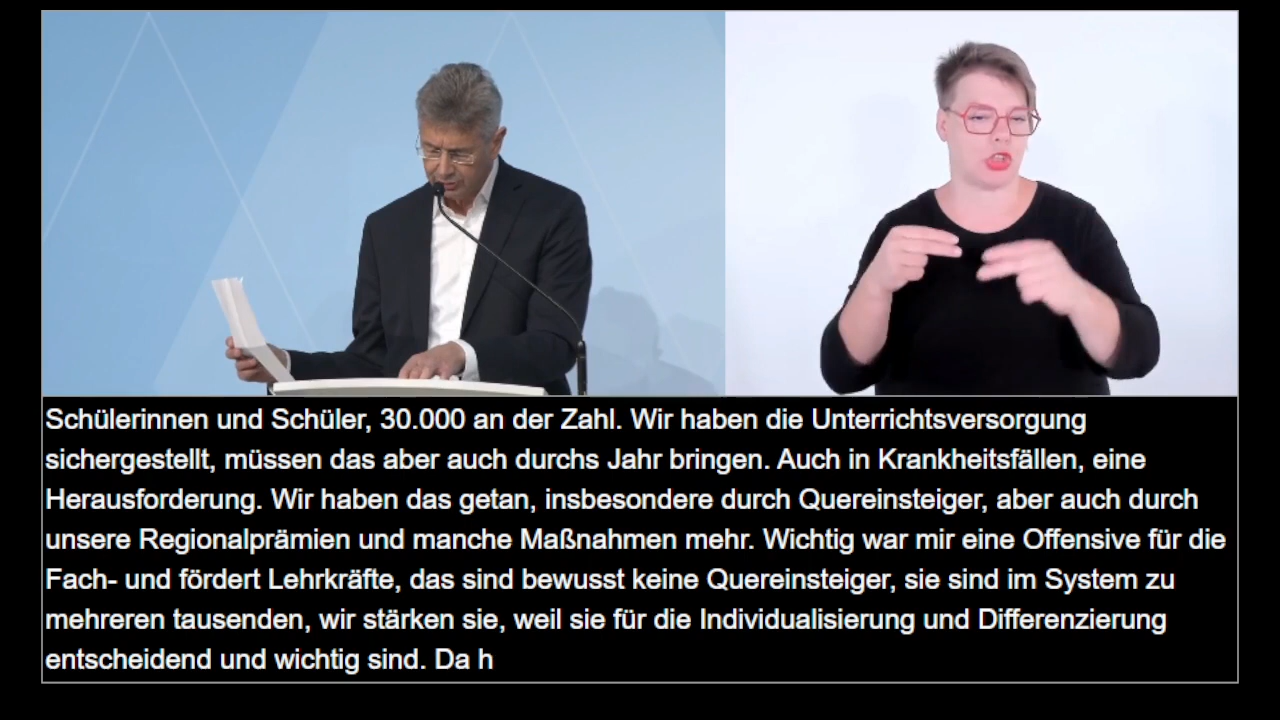 Schülerinnen und Schüler, 30.000 an der Zahl. Wir haben die Unterrichtsversorgung
sichergestellt, müssen das aber auch durchs Jahr bringen. Auch in Krankheitsfällen, eine
Herausforderung. Wir haben das getan, insbesondere durch Quereinsteiger, aber auch durch
unsere Regionalprämien und manche Maßnahmen mehr. Wichtig war mir eine Offensive für die
Fach- und fördert Lehrkräfte, das sind bewusst keine Quereinsteiger, sie sind im System zu
mehreren tausenden, wir stärken sie, weil sie für die Individualisierung und Differenzierung
entscheidend und wichtig sind. Da h